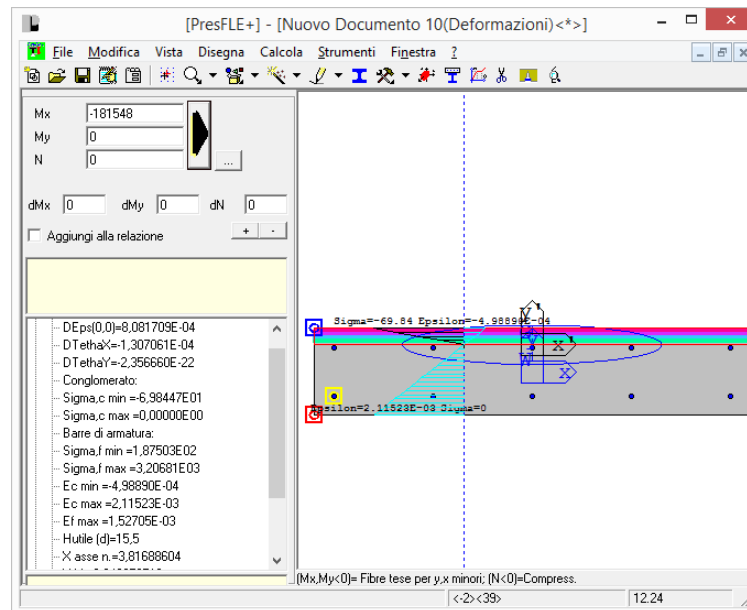 [PresFLE+] - [Nuovo Documento 10(Deformazioni)<*>]
File Modifica Vista Disegna Calcola Strumenti Finestra ?
Mx -181548
My 0
N 0
...
dMx 0 dMy 0 dN 0
Aggiungi alla relazione + -
DEps(0,0)=8,081709E-04
DTethaX=-1,307061E-04
DTethaY=-2,356660E-22
Conglomerato:
Sigma,c min =-6,98447E01
Sigma,c max =0,00000E00
Barre di armatura:
Sigma,f min =1,87503E02
Sigma,f max =3,20681E03
Ec min =-4,98890E-04
Ec max =2,11523E-03
Ef max =1,52705E-03
Hutile (d)=15,5
X asse n.=3,81688604
Sigma=-69.84 Epsilon=-4.98890E-04
Y
X
W
X
Epsilon=2.11523E-03 Sigma=0
(Mx,My<0)= Fibre tese per y,x minori; (N<0)=Compress.
<-2><39> 12.24